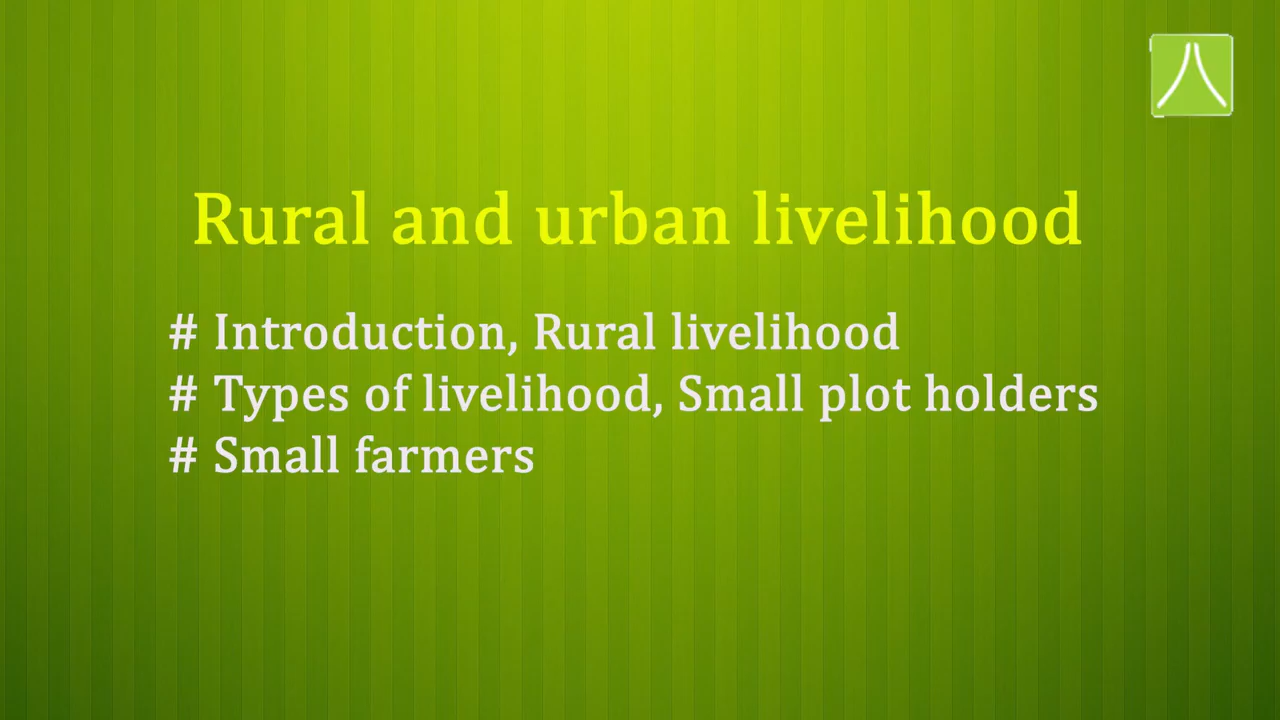 Rural and urban livelihood
# Introduction, Rural livelihood
# Types of livelihood, Small plot holders
# Small farmers